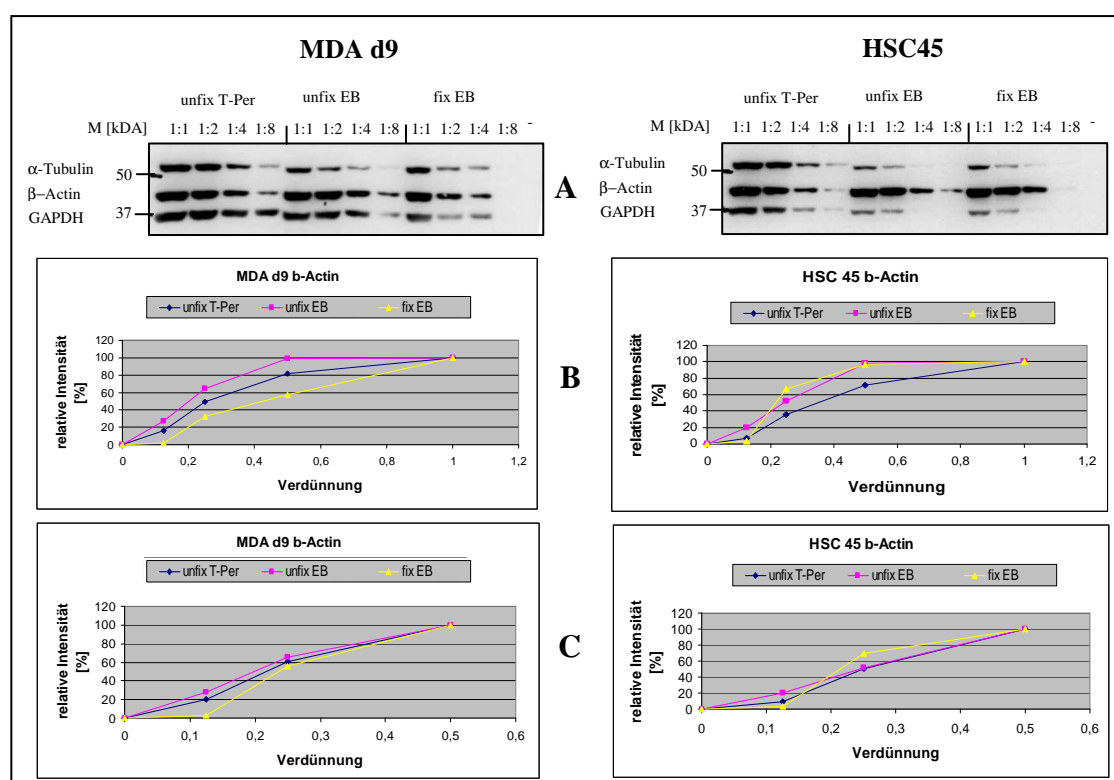 MDA d9
HSC45
unfix T-Per unfix EB fix EB
M [kDA] 1:1 1:2 1:4 1:8 1:1 1:2 1:4 1:8 1:1 1:2 1:4 1:8 -
α-Tubulin
50
β–Actin
GAPDH
37
A
unfix T-Per unfix EB fix EB
M [kDA] 1:1 1:2 1:4 1:8 1:1 1:2 1:4 1:8 1:1 1:2 1:4 1:8 -
α-Tubulin
50
β–Actin
GAPDH
37
MDA d9 b-Actin
unfix T-Per unfix EB fix EB
relative Intensität
[%]
120
100
80
60
40
20
0
0 0,2 0,4 0,6 0,8 1 1,2
Verdünnung
B
HSC 45 b-Actin
unfix T-Per unfix EB fix EB
relative Intensität
[%]
120
100
80
60
40
20
0
0 0,2 0,4 0,6 0,8 1 1,2
Verdünnung
MDA d9 b-Actin
unfix T-Per unfix EB fix EB
relative Intensität
[%]
120
100
80
60
40
20
0
0 0,1 0,2 0,3 0,4 0,5 0,6
Verdünnung
C
HSC 45 b-Actin
unfix T-Per unfix EB fix EB
relative Intensität
[%]
120
100
80
60
40
20
0
0 0,1 0,2 0,3 0,4 0,5 0,6
Verdünnung